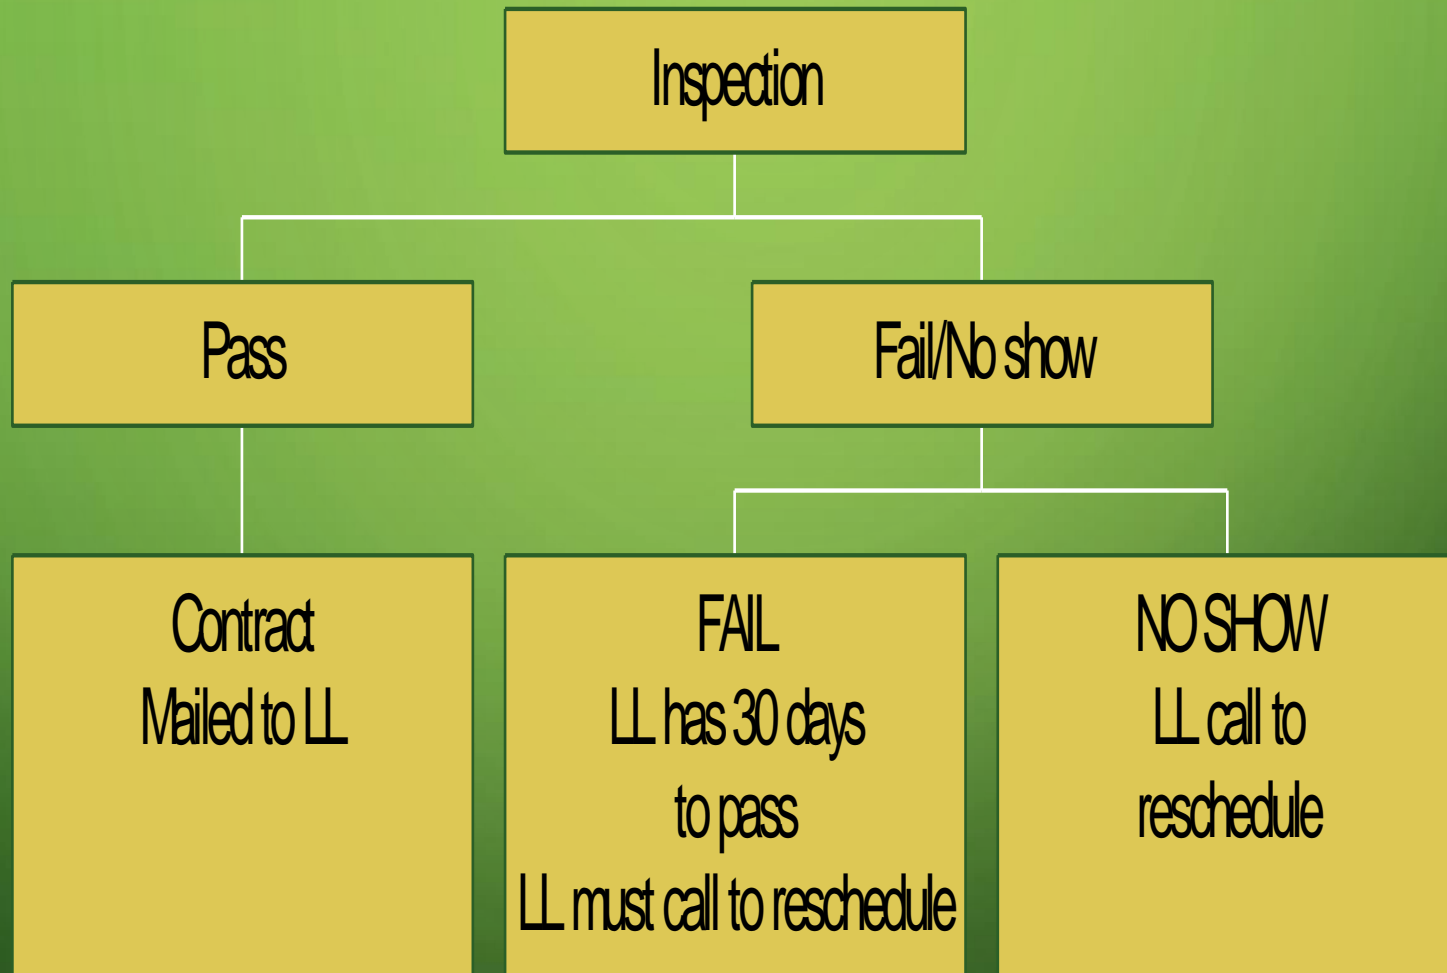 Inspection
Pass
Fail/No show
Contract
Mailed to LL
FAIL
LL has 30 days
to pass
LL must call to reschedule
NO SHOW
LL call to
reschedule